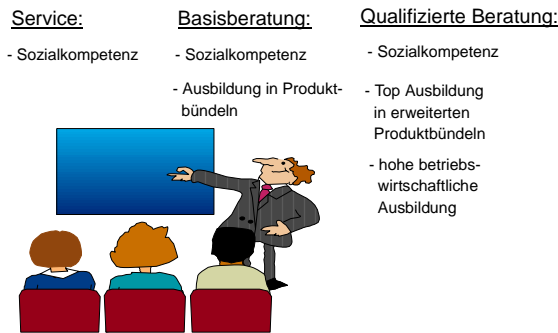 Service:
- Sozialkompetenz
Basisberatung:
- Sozialkompetenz
- Ausbildung in Produkt-
bündeln
Qualifizierte Beratung:
- Sozialkompetenz
- Top Ausbildung
in erweiterten
Produktbündeln
- hohe betriebs-
wirtschaftliche
Ausbildung